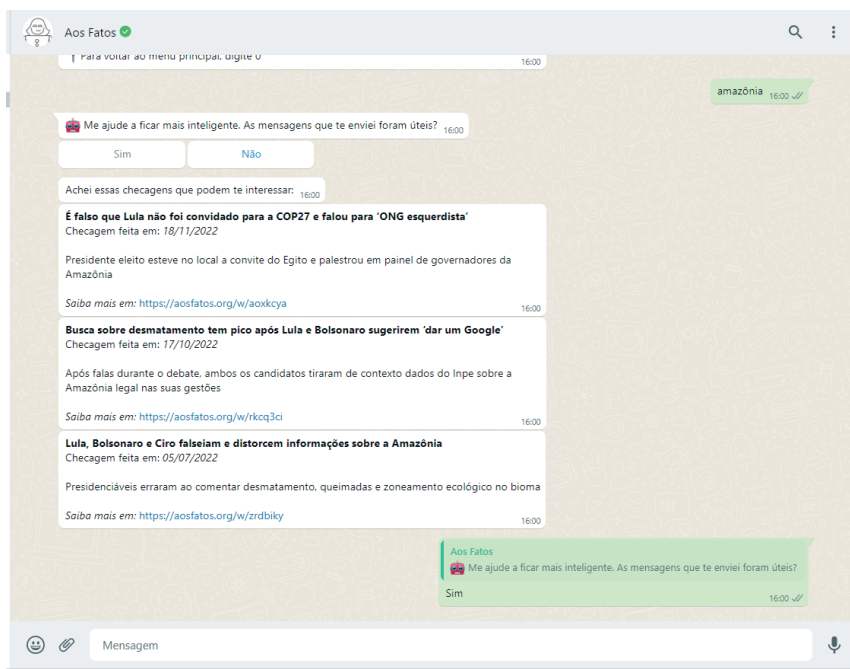 Aos Fatos
Para voltar ao menu principal, digite 0
16:00
amazônia 16:00
Me ajude a ficar mais inteligente. As mensagens que te enviei foram úteis? 16:00
Sim Não
Achei essas checagens que podem te interessar: 16:00
É falso que Lula não foi convidado para a COP27 e falou para ‘ONG esquerdista’
Checagem feita em: 18/11/2022
Presidente eleito esteve no local a convite do Egito e palestrou em painel de governadores da
Amazônia
Saiba mais em: https://aosfatos.org/w/aoxkcya
16:00
Busca sobre desmatamento tem pico após Lula e Bolsonaro sugerirem ‘dar um Google’
Checagem feita em: 17/10/2022
Após falas durante o debate, ambos os candidatos tiraram de contexto dados do Inpe sobre a
Amazônia legal nas suas gestões
Saiba mais em: https://aosfatos.org/w/rkcq3ci
16:00
Lula, Bolsonaro e Ciro falseiam e distorcem informações sobre a Amazônia
Checagem feita em: 05/07/2022
Presidenciáveis erraram ao comentar desmatamento, queimadas e zoneamento ecológico no bioma
Saiba mais em: https://aosfatos.org/w/zrdbiky
16:00
Aos Fatos
Me ajude a ficar mais inteligente. As mensagens que te enviei foram úteis?
Sim
16:00
Mensagem